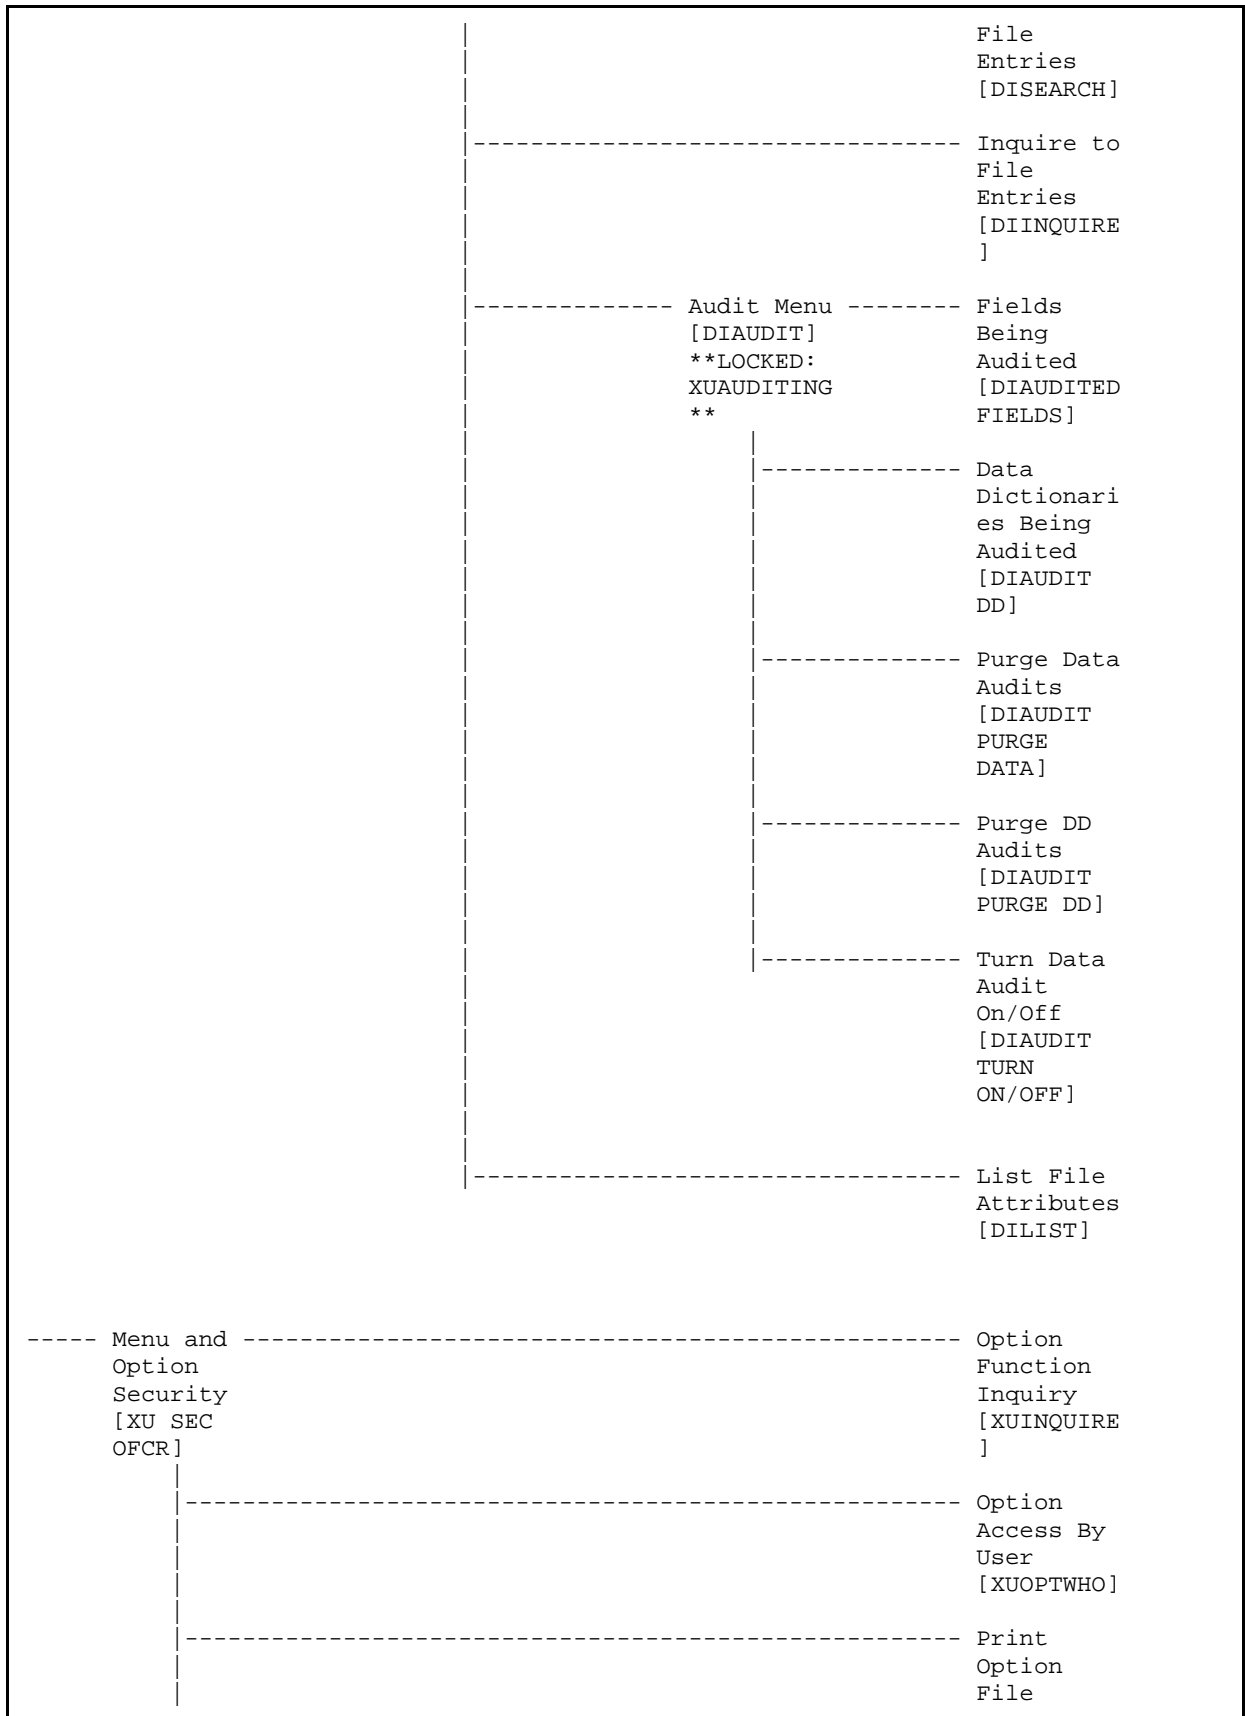 File
Entries
[DISEARCH]
---------------------------------- Inquire to
File
Entries
[DIINQUIRE
]
-------------- Audit Menu -------- Fields
[DIAUDIT] Being
**LOCKED: Audited
XUAUDITING [DIAUDITED
** FIELDS]
-------------- Data
Dictionari
es Being
Audited
[DIAUDIT
DD]
-------------- Purge Data
Audits
[DIAUDIT
PURGE
DATA]
-------------- Purge DD
Audits
[DIAUDIT
PURGE DD]
-------------- Turn Data
Audit
On/Off
[DIAUDIT
TURN
ON/OFF]
---------------------------------- List File
Attributes
[DILIST]
----- Menu and -------------------------------------------------- Option
Option Function
Security Inquiry
[XU SEC [XUINQUIRE
OFCR] ]
------------------------------------------------------ Option
Access By
User
[XUOPTWHO]
------------------------------------------------------ Print
Option
File